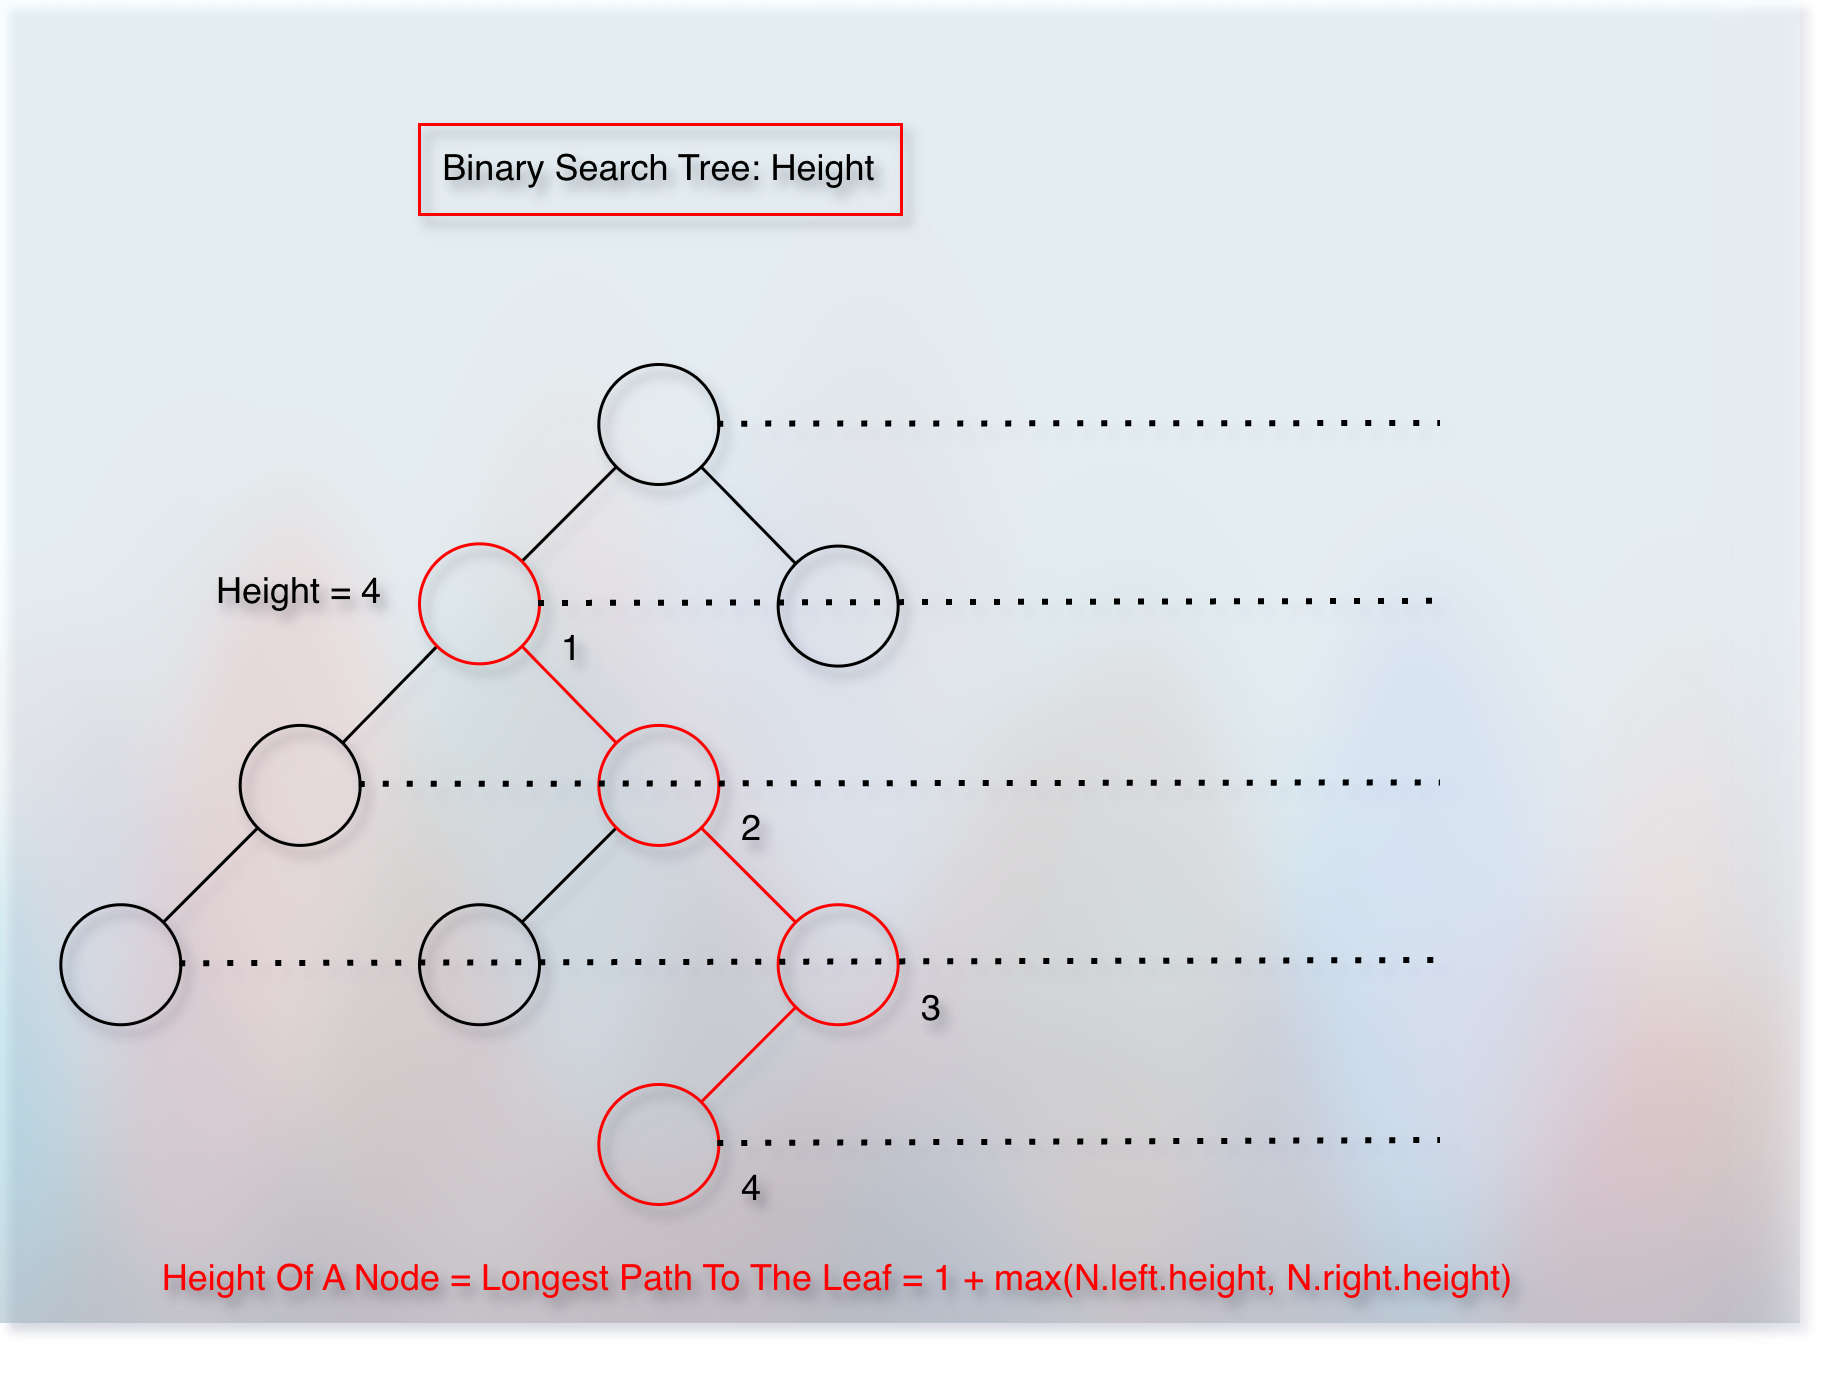 Binary Search Tree: Height
Height = 4
1
2
3
4
Height Of A Node = Longest Path To The Leaf = 1 + max(N.left.height, N.right.height)